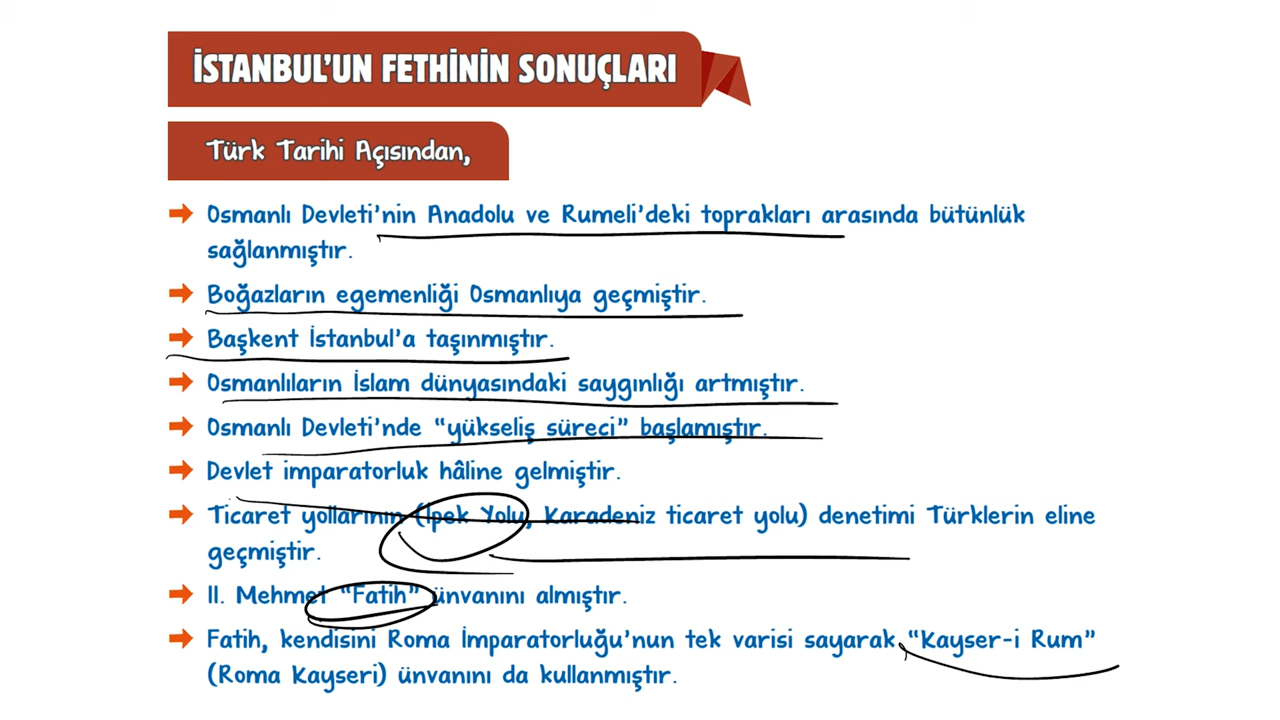 İSTANBUL'UN FETHİNİN SONUÇLARI
Türk Tarihi Açısından,
Osmanlı Devleti'nin Anadolu ve Rumeli'deki toprakları arasında bütünlük
sağlanmıştır.
Boğazların egemenliği Osmanlıya geçmiştir.
Başkent İstanbul'a taşınmıştır.
Osmanlıların İslam dünyasındaki saygınlığı artmıştır.
Osmanlı Devleti'nde "yükseliş süreci" başlamıştır.
Devlet imparatorluk hâline gelmiştir.
Ticaret yollarının (İpek Yolu, Karadeniz ticaret yolu) denetimi Türklerin eline
geçmiştir.
II. Mehmet "Fatih" ünvanını almıştır.
Fatih, kendisini Roma İmparatorluğu'nun tek varisi sayarak "Kayser-i Rum"
(Roma Kayseri) ünvanını da kullanmıştır.